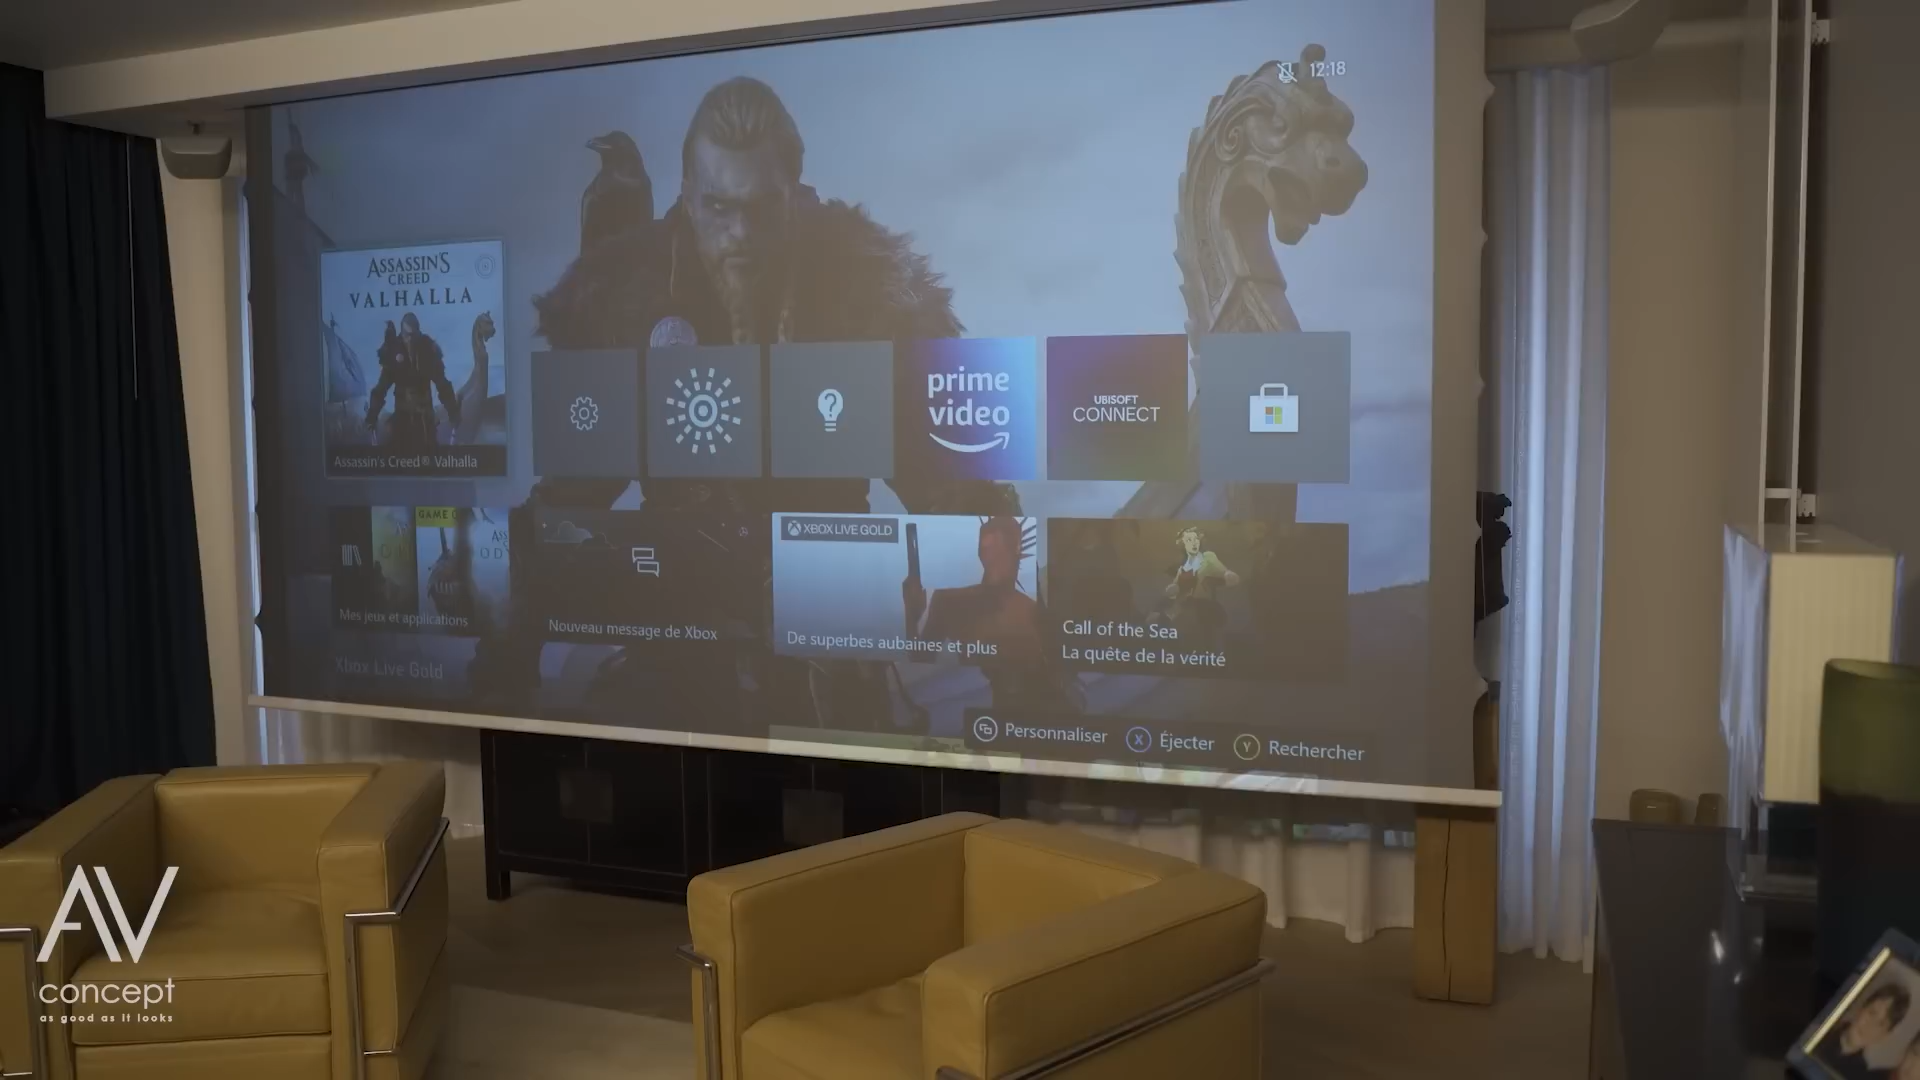 12:18
ASSASSIN'S
CREED
VALHALLA
Assassin's Creed® Valhalla
prime
video
UBISOFT
CONNECT
GAME
Mes jeux et applications
Nouveau message de Xbox
XBOX LIVE GOLD
De superbes aubaines et plus
Call of the Sea
La quête de la vérité
Xbox Live Gold
Personnaliser
X Éjecter
Y Rechercher
AV
concept
as good as it looks